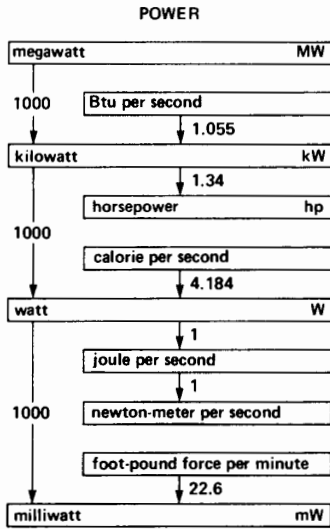 POWER
megawatt MW
1000
Btu per second
1.055
kilowatt kW
1.34
horsepower hp
1000
calorie per second
4.184
watt W
1
joule per second
1
1000
newton-meter per second
foot-pound force per minute
22.6
milliwatt mW